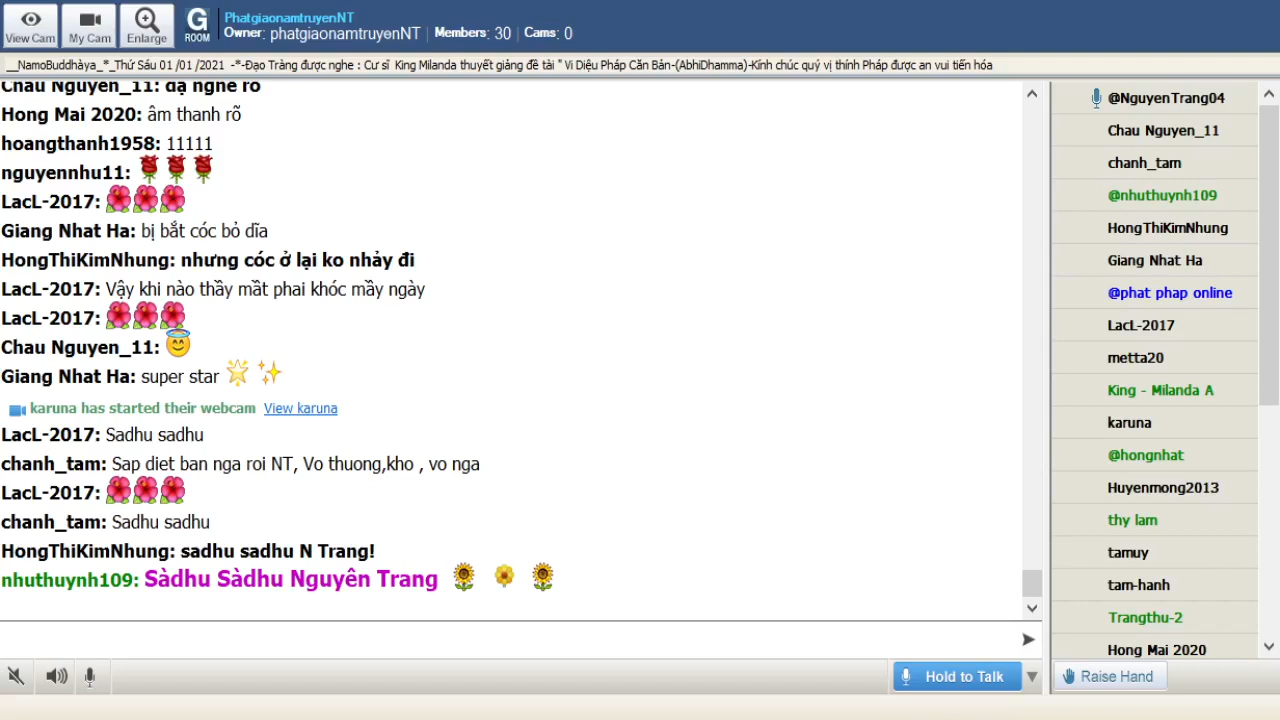 View Cam
My Cam
Enlarge
G
ROOM
PhatgiaonamtruyenNT
Owner: phatgiaonamtruyenNT | Members: 30 | Cams: 0
__NamoBuddhàya_*_Thứ Sáu 01 /01 /2021 -*-Đạo Tràng được nghe : Cư sĩ King Milanda thuyết giảng đề tài " Vi Diệu Pháp Căn Bản-(AbhiDhamma)-Kính chúc quý vị thính Pháp được an vui tiến hóa
Chau Nguyen_11: dạ nghe rõ
Hong Mai 2020: âm thanh rõ
hoangthanh1958: 11111
nguyennhu11:
LacL-2017:
Giang Nhat Ha: bị bắt cóc bỏ dĩa
HongThiKimNhung: nhưng cóc ở lại ko nhảy đi
LacL-2017: Vậy khi nào thầy mằt phai khóc mầy ngày
LacL-2017:
Chau Nguyen_11:
Giang Nhat Ha: super star
karuna has started their webcam View karuna
LacL-2017: Sadhu sadhu
chanh_tam: Sap diet ban nga roi NT, Vo thuong,kho , vo nga
LacL-2017:
chanh_tam: Sadhu sadhu
HongThiKimNhung: sadhu sadhu N Trang!
nhuthuynh109: Sàdhu Sàdhu Nguyên Trang
Hold to Talk
@NguyenTrang04
Chau Nguyen_11
chanh_tam
@nhuthuynh109
HongThiKimNhung
Giang Nhat Ha
@phat phap online
LacL-2017
metta20
King - Milanda A
karuna
@hongnhat
Huyenmong2013
thy lam
tamuy
tam-hanh
Trangthu-2
Hong Mai 2020
Raise Hand